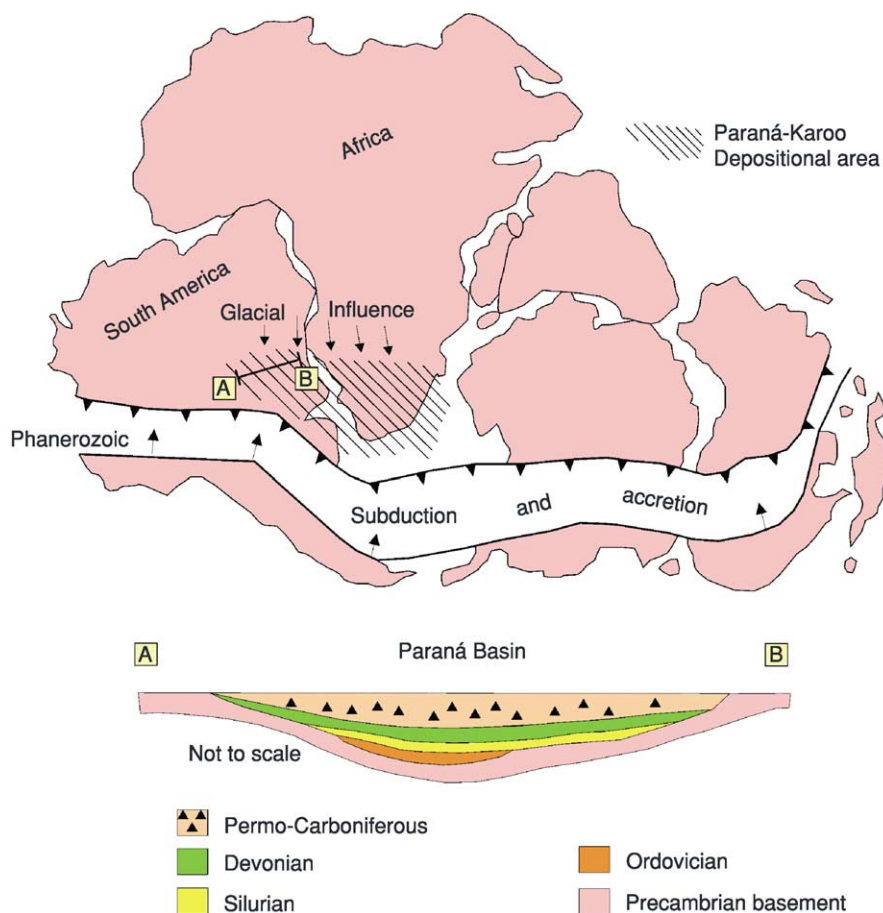 Africa
Paraná-Karoo
Depositional area
South America
Glacial Influence
A
B
Phanerozoic
Subduction and accretion
A Paraná Basin B
Not to scale
Permo-Carboniferous
Devonian
Silurian
Ordovician
Precambrian basement